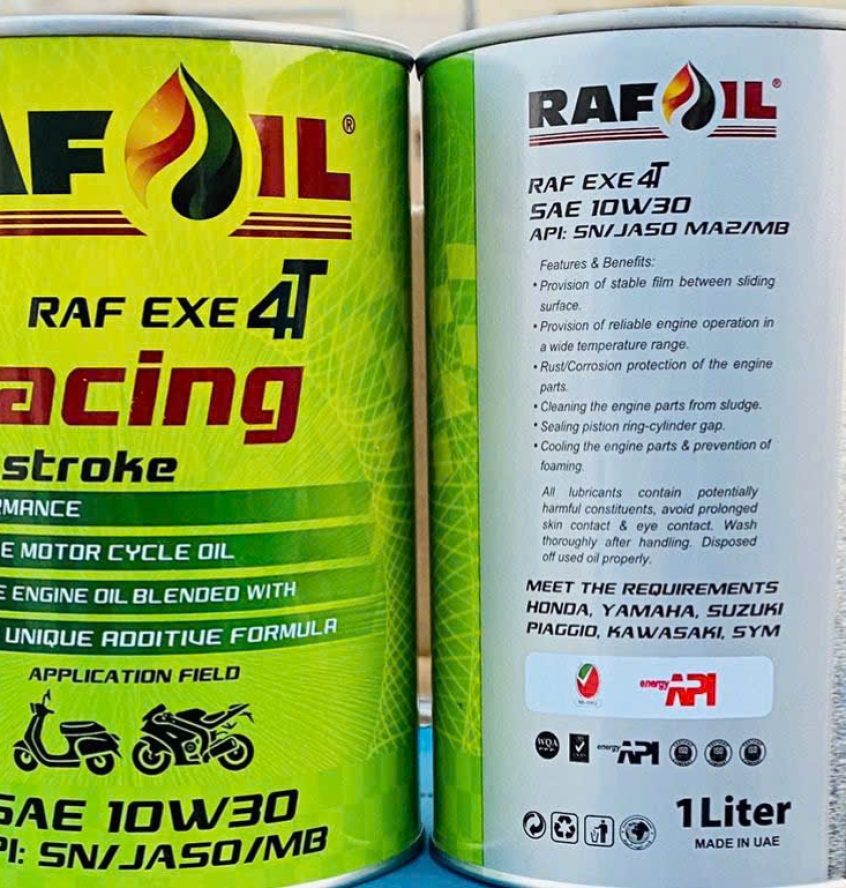 AF OIL®
RAF EXE 4T
acing
stroke
RMANCE
E MOTOR CYCLE OIL
E ENGINE OIL BLENDED WITH
UNIQUE ADDITIVE FORMULA
APPLICATION FIELD
SAE 10W30
PI: SN/JASO/MB
RAF OIL®
RAF EXE 4T
SAE 10W30
API: SN/JASO MA2/MB
Features & Benefits:
• Provision of stable film between sliding
surface.
• Provision of reliable engine operation in
a wide temperature range.
• Rust/Corrosion protection of the engine
parts.
• Cleaning the engine parts from sludge.
• Sealing pistion ring-cylinder gap.
• Cooling the engine parts & prevention of
foaming.
All lubricants contain potentially
harmful constituents, avoid prolonged
skin contact & eye contact. Wash
thoroughly after handling. Disposed
off used oil properly.
MEET THE REQUIREMENTS
HONDA, YAMAHA, SUZUKI
PIAGGIO, KAWASAKI, SYM
energy API
WQA
energy API
1Liter
MADE IN UAE